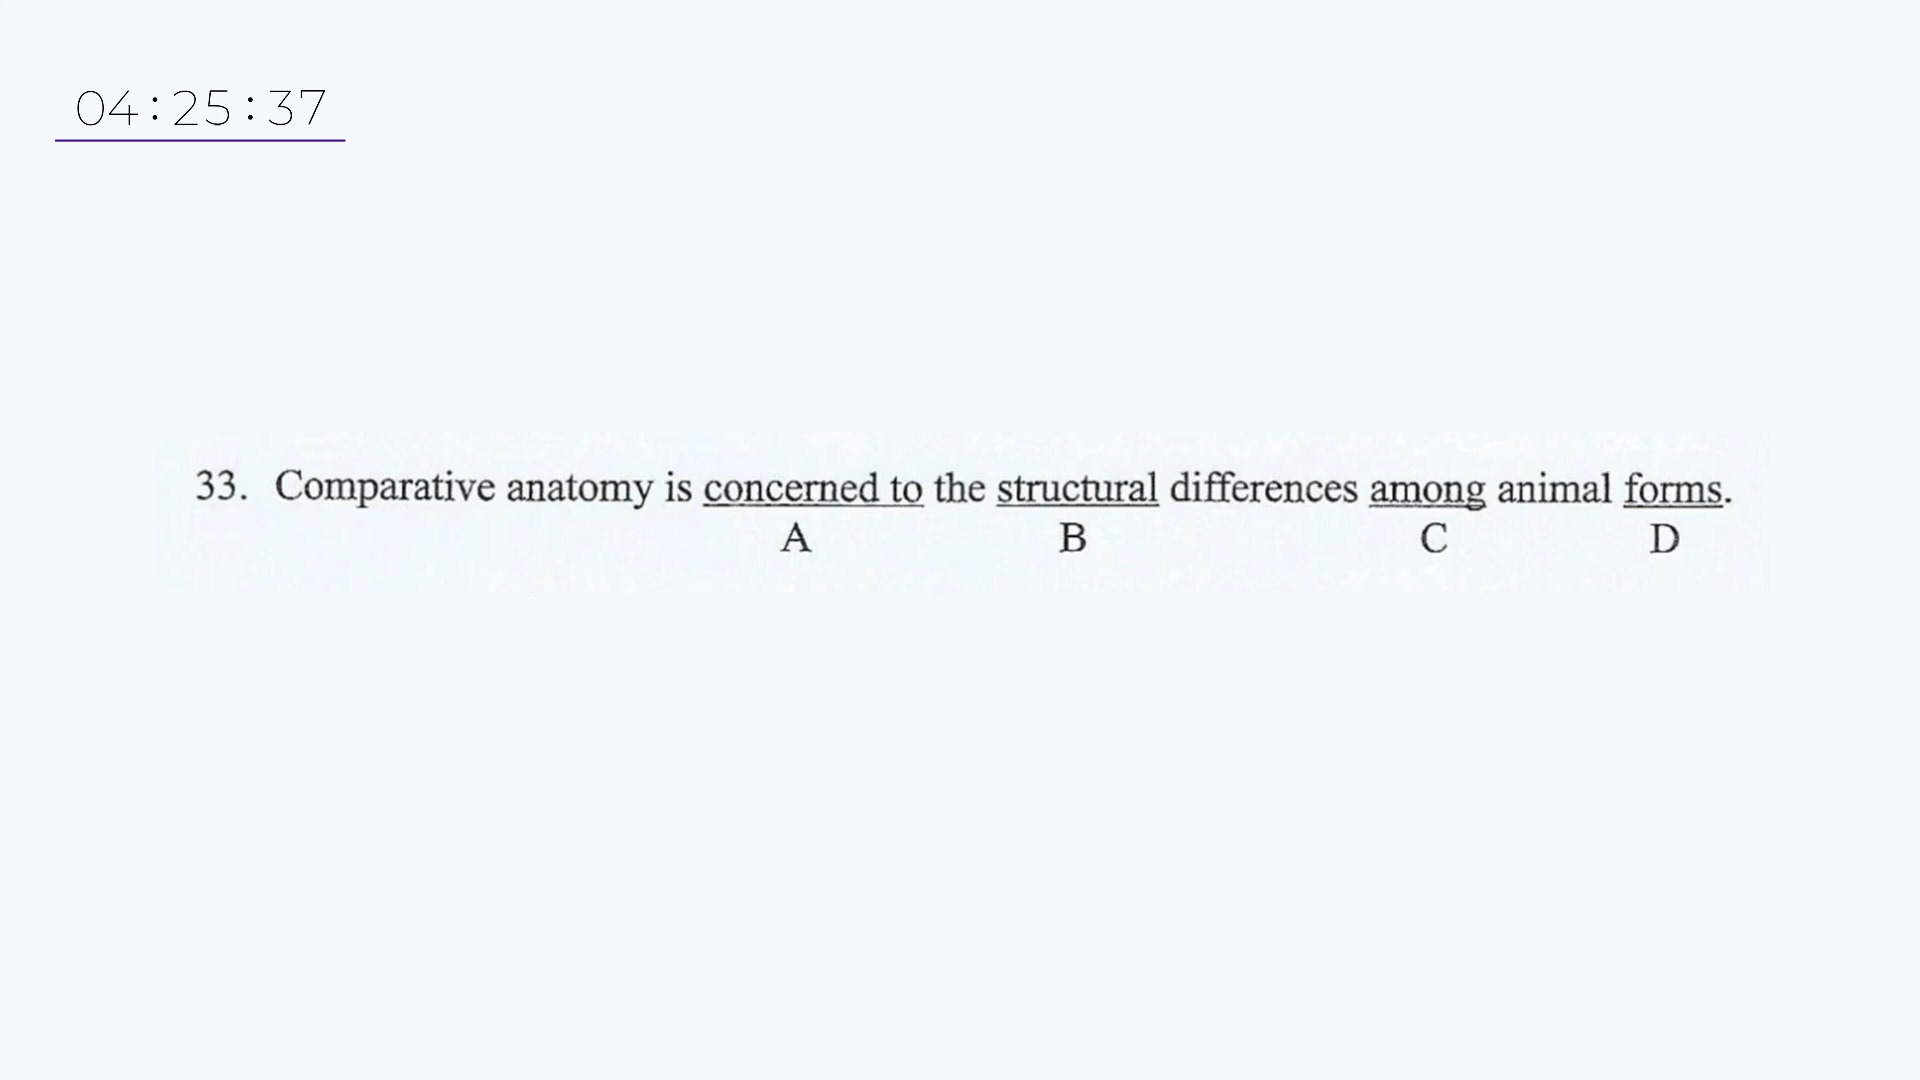 04:25:37
33. Comparative anatomy is concerned to the structural differences among animal forms.
A B C D